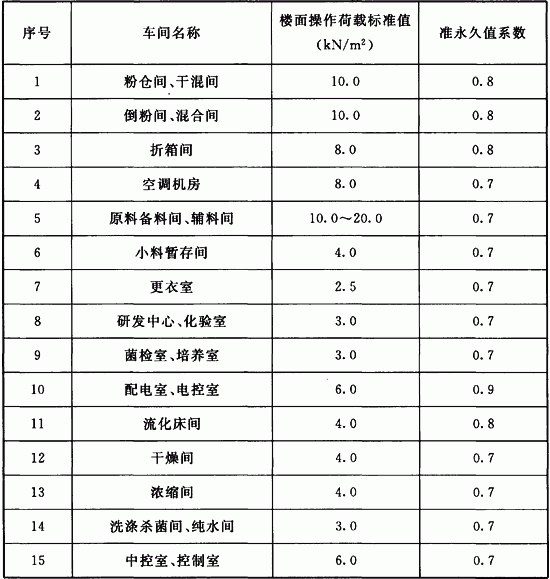 序号 车间名称 楼面操作荷载标准值 准永久值系数
（kN/m²）
1 粉仓间、干混间 10.0 0.8
2 倒粉间、混合间 10.0 0.8
3 折箱间 8.0 0.8
4 空调机房 8.0 0.7
5 原料备料间、辅料间 10.0～20.0 0.7
6 小料暂存间 4.0 0.7
7 更衣室 2.5 0.7
8 研发中心、化验室 3.0 0.7
9 菌检室、培养室 3.0 0.7
10 配电室、电控室 6.0 0.9
11 流化床间 4.0 0.8
12 干燥间 4.0 0.7
13 浓缩间 4.0 0.7
14 洗涤杀菌间、纯水间 3.0 0.7
15 中控室、控制室 6.0 0.7